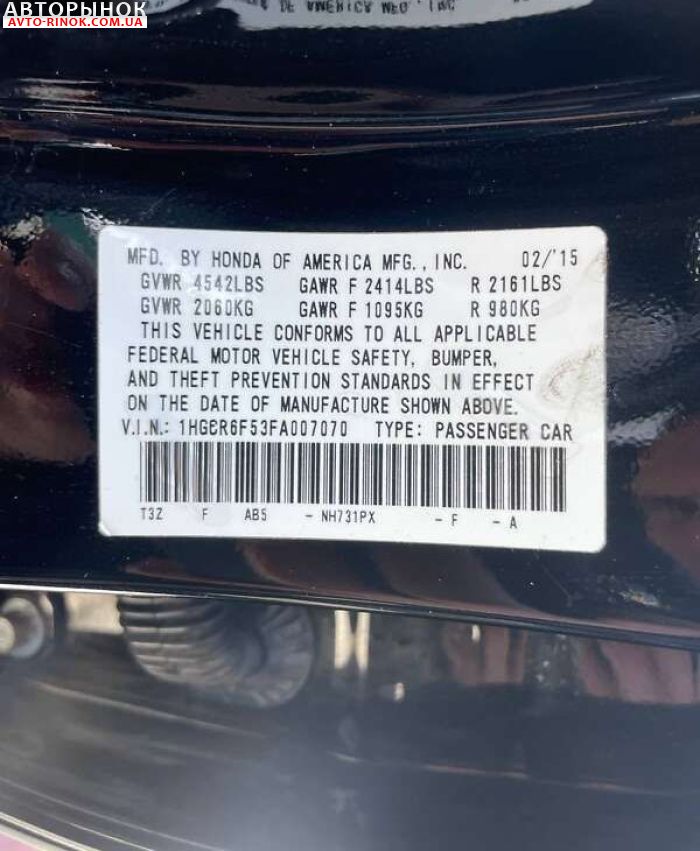 АВТОРЫНОК
AVTO-RINOK.COM.UA
MFD. BY HONDA OF AMERICA MFG., INC. 02/'15
GVWR 4542LBS GAWR F 2414LBS R 2161LBS
GVWR 2060KG GAWR F 1095KG R 980KG
THIS VEHICLE CONFORMS TO ALL APPLICABLE
FEDERAL MOTOR VEHICLE SAFETY, BUMPER,
AND THEFT PREVENTION STANDARDS IN EFFECT
ON THE DATE OF MANUFACTURE SHOWN ABOVE.
V.I.N.: 1HGCR6F53FA007070 TYPE: PASSENGER CAR
T3Z F AB5 - NH731PX - F - A